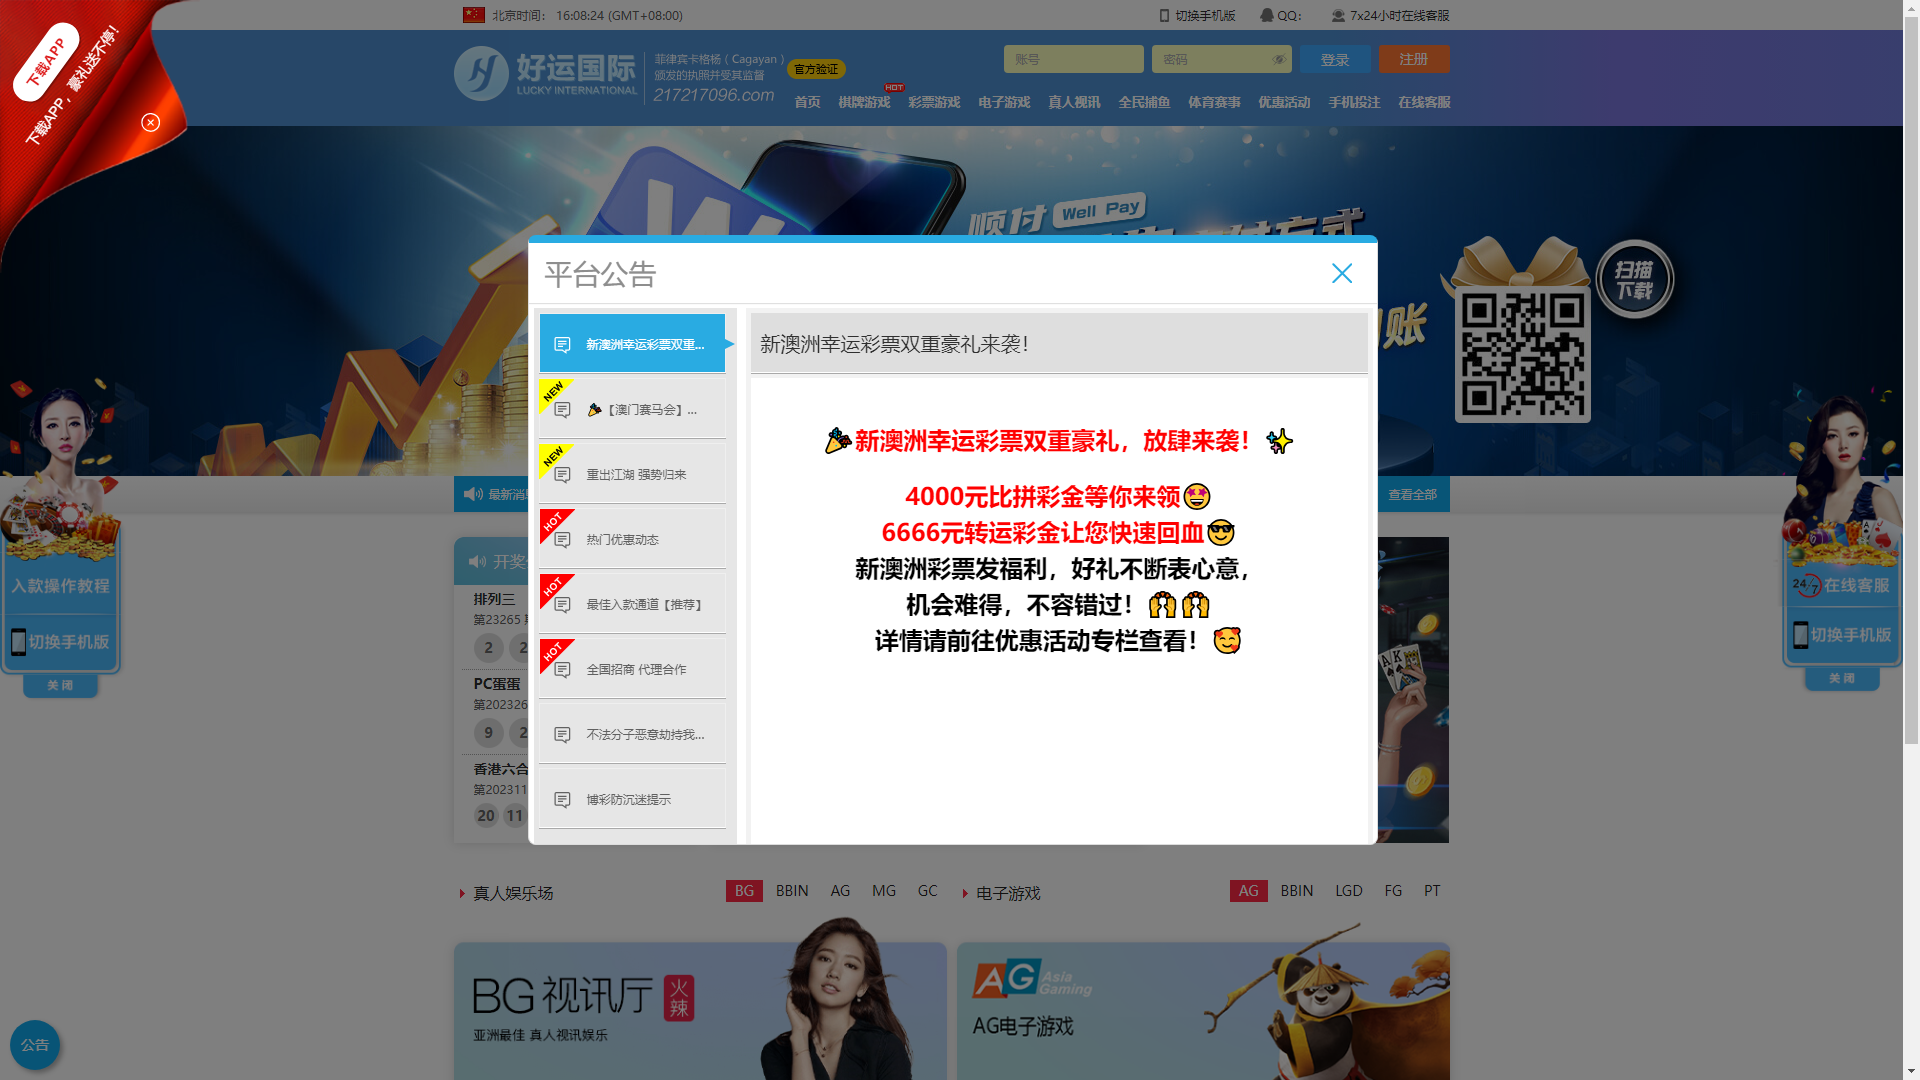 北京时间： 16:08:24 (GMT+08:00)
切换手机版
QQ：
7x24小时在线客服
下载APP
下载APP，豪礼送不停！
好运国际
LUCKY INTERNATIONAL
菲律宾卡格杨（Cagayan）
颁发的执照并受其监督
217217096.com
官方验证
账号
密码
登录
注册
首页
棋牌游戏
HOT
彩票游戏
电子游戏
真人视讯
全民捕鱼
体育赛事
优惠活动
手机投注
在线客服
顺付 Well Pay
扫描
下载
账
平台公告
新澳洲幸运彩票双重...
NEW
【澳门赛马会】...
NEW
重出江湖 强势归来
HOT
热门优惠动态
HOT
最佳入款通道【推荐】
HOT
全国招商 代理合作
不法分子恶意劫持我...
博彩防沉迷提示
新澳洲幸运彩票双重豪礼来袭！
🎉新澳洲幸运彩票双重豪礼，放肆来袭！✨
4000元比拼彩金等你来领🤩
6666元转运彩金让您快速回血😎
新澳洲彩票发福利，好礼不断表心意，
机会难得，不容错过！🙌🙌
详情请前往优惠活动专栏查看！🥰
最新消
查看全部
开奖
排列三
第23265
2 2
PC蛋蛋
第202326
9 2
香港六合
第202311
20 11
入款操作教程
切换手机版
关闭
24/7在线客服
切换手机版
关闭
真人娱乐场
BG BBIN AG MG GC
电子游戏
AG BBIN LGD FG PT
BG视讯厅
火辣
亚洲最佳 真人视讯娱乐
AG Asia Gaming
AG电子游戏
公告